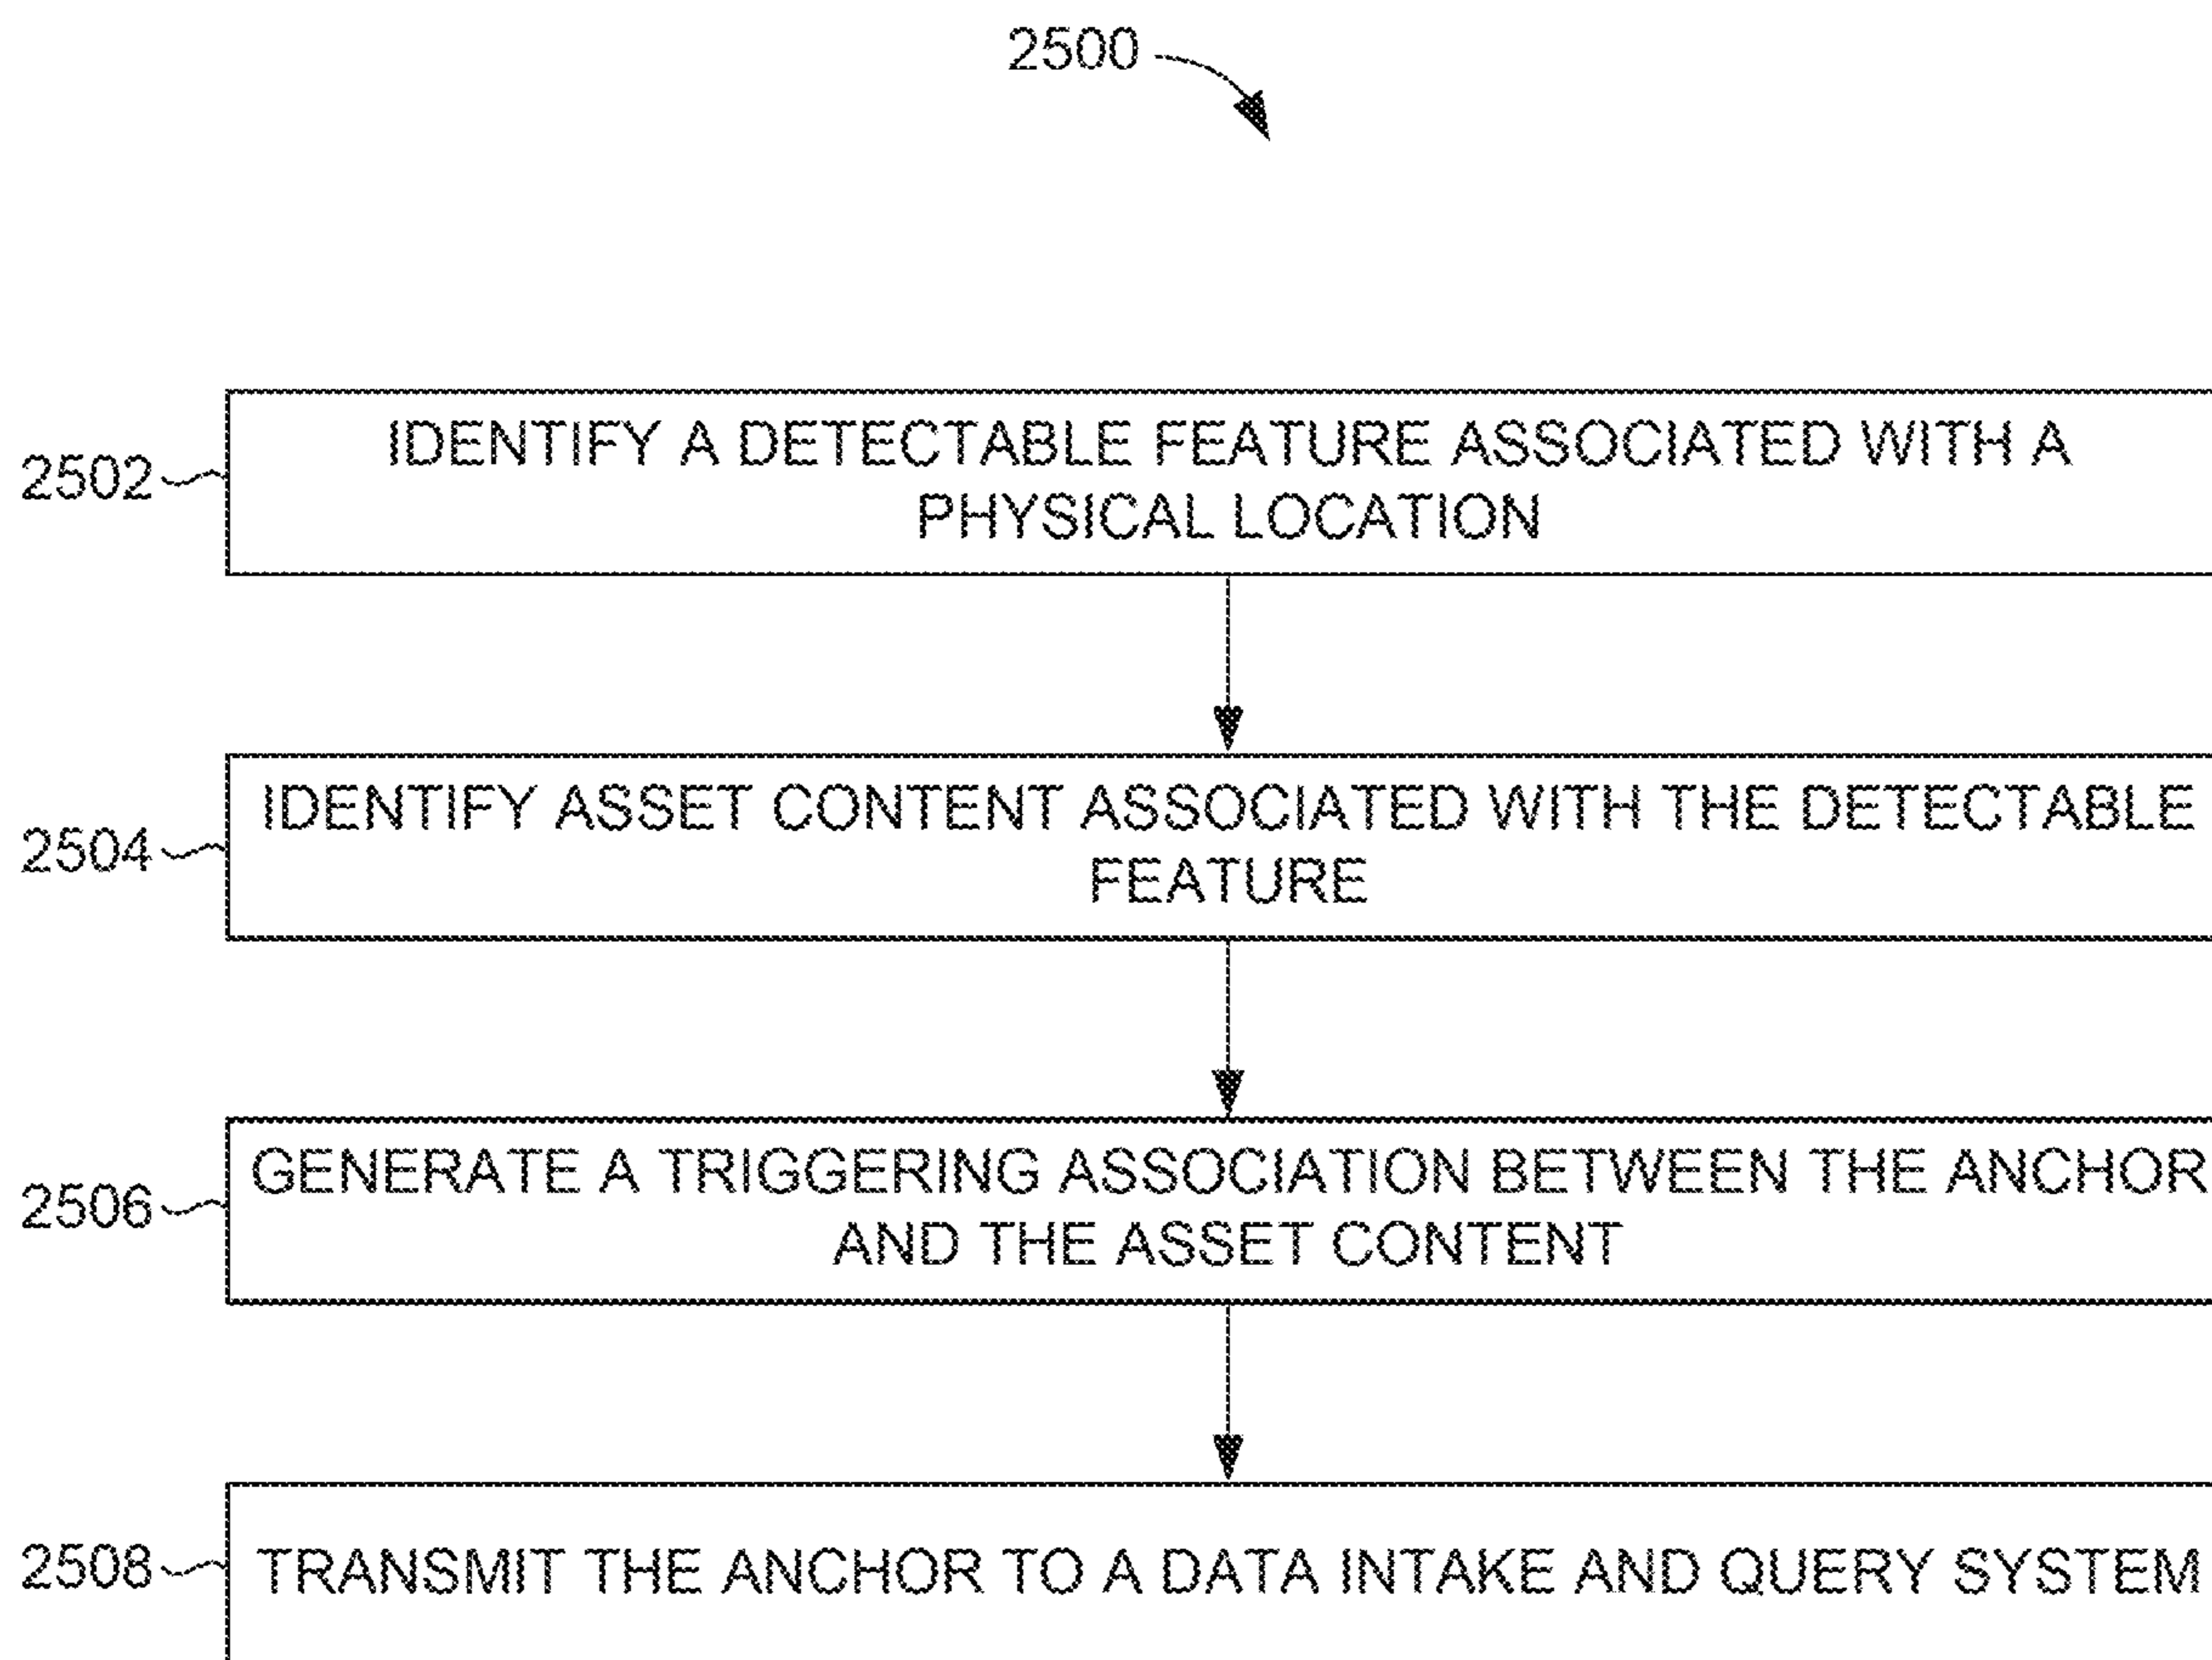 2500
2502
IDENTIFY A DETECTABLE FEATURE ASSOCIATED WITH A
PHYSICAL LOCATION
2504
IDENTIFY ASSET CONTENT ASSOCIATED WITH THE DETECTABLE
FEATURE
2506
GENERATE A TRIGGERING ASSOCIATION BETWEEN THE ANCHOR
AND THE ASSET CONTENT
2508
TRANSMIT THE ANCHOR TO A DATA INTAKE AND QUERY SYSTEM